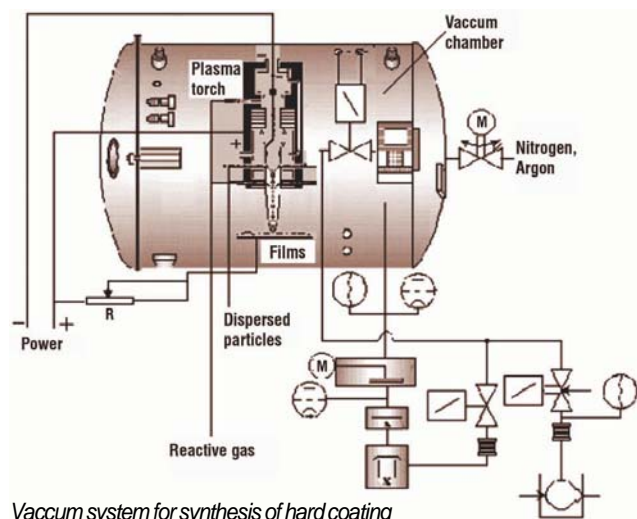 Vaccum
chamber
Plasma
torch
M
Nitrogen,
Argon
+
Films
R
− +
Power
Dispersed
particles
M
Reactive gas
Vaccum system for synthesis of hard coating